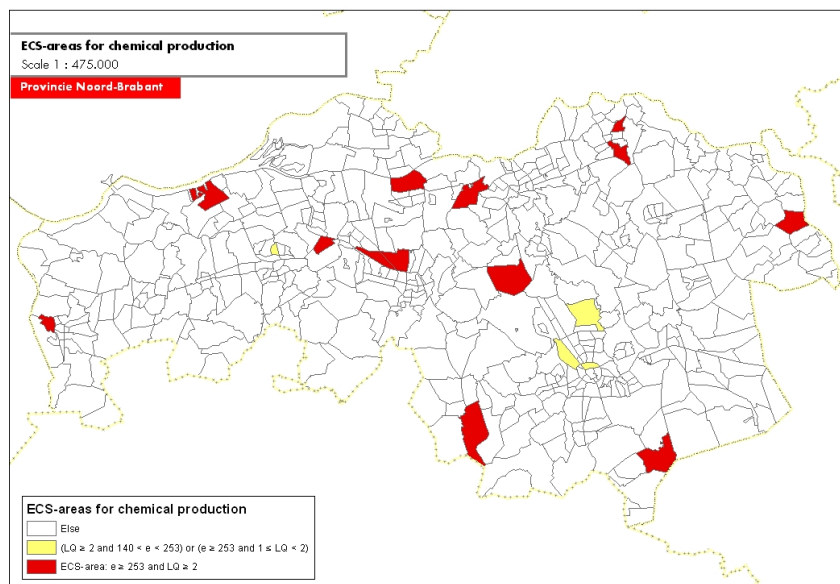 ECS-areas for chemical production
Scale 1 : 475.000
Provincie Noord-Brabant
ECS-areas for chemical production
Else
(LQ ≥ 2 and 140 < e < 253) or (e ≥ 253 and 1 ≤ LQ < 2)
ECS-area: e ≥ 253 and LQ ≥ 2